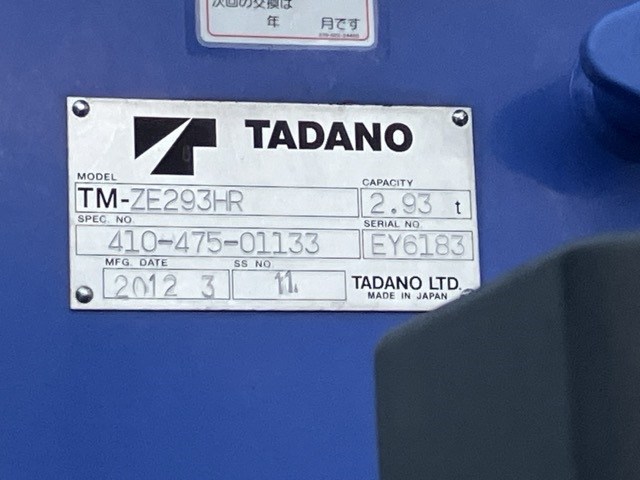 次回の交換は
年 月です
TADANO
MODEL
TM-ZE293HR
CAPACITY
2.93 t
SPEC. NO.
410-475-01133
SERIAL NO.
EY6183
MFG. DATE
2012 3
SS NO.
11
TADANO LTD.
MADE IN JAPAN